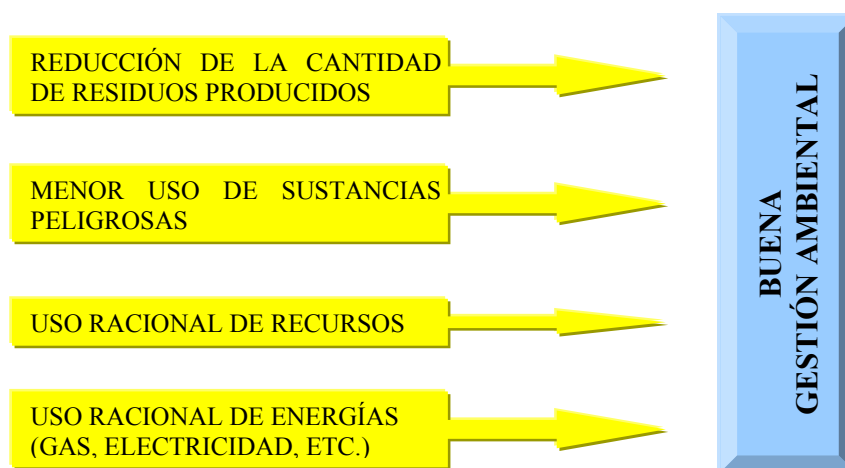 REDUCCIÓN DE LA CANTIDAD
DE RESIDUOS PRODUCIDOS
MENOR USO DE SUSTANCIAS
PELIGROSAS
USO RACIONAL DE RECURSOS
USO RACIONAL DE ENERGÍAS
(GAS, ELECTRICIDAD, ETC.)
BUENA
GESTIÓN AMBIENTAL